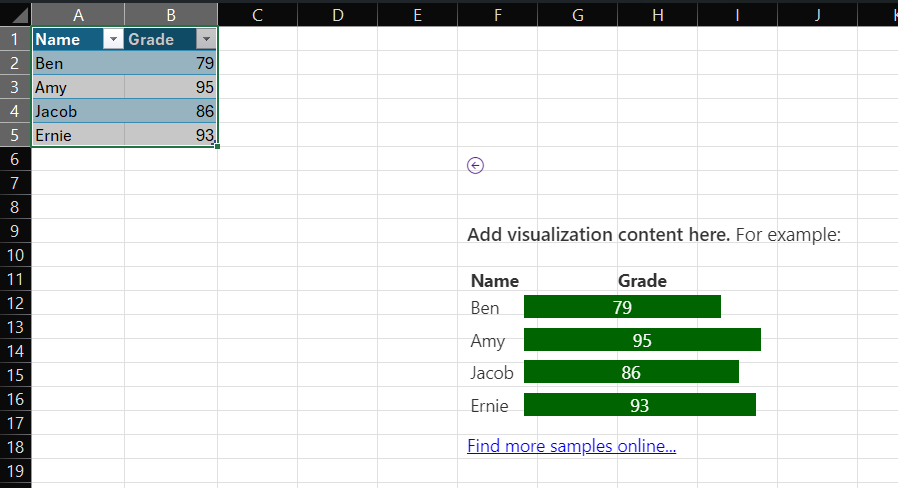 A B C D E F G H I J K
1 Name Grade
2 Ben 79
3 Amy 95
4 Jacob 86
5 Ernie 93
6
7
8
9 Add visualization content here. For example:
10
11 Name Grade
12 Ben 79
13 Amy 95
14
15 Jacob 86
16 Ernie 93
17
18 Find more samples online...
19